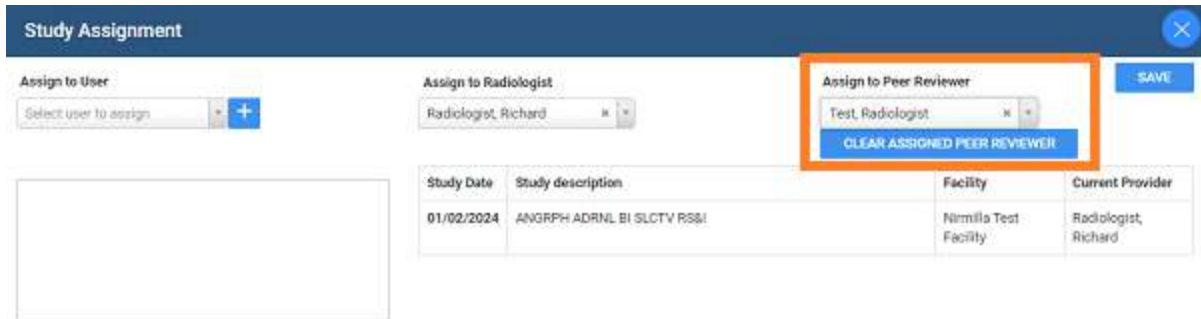 Study Assignment
Assign to User
Select user to assign
+
Assign to Radiologist
Radiologist, Richard
Assign to Peer Reviewer
Test, Radiologist
CLEAR ASSIGNED PEER REVIEWER
SAVE
Study Date Study description Facility Current Provider
01/02/2024 ANGRPH ADRNL BI SLCTV RS&I Nirmilla Test Radiologist,
Facility Richard